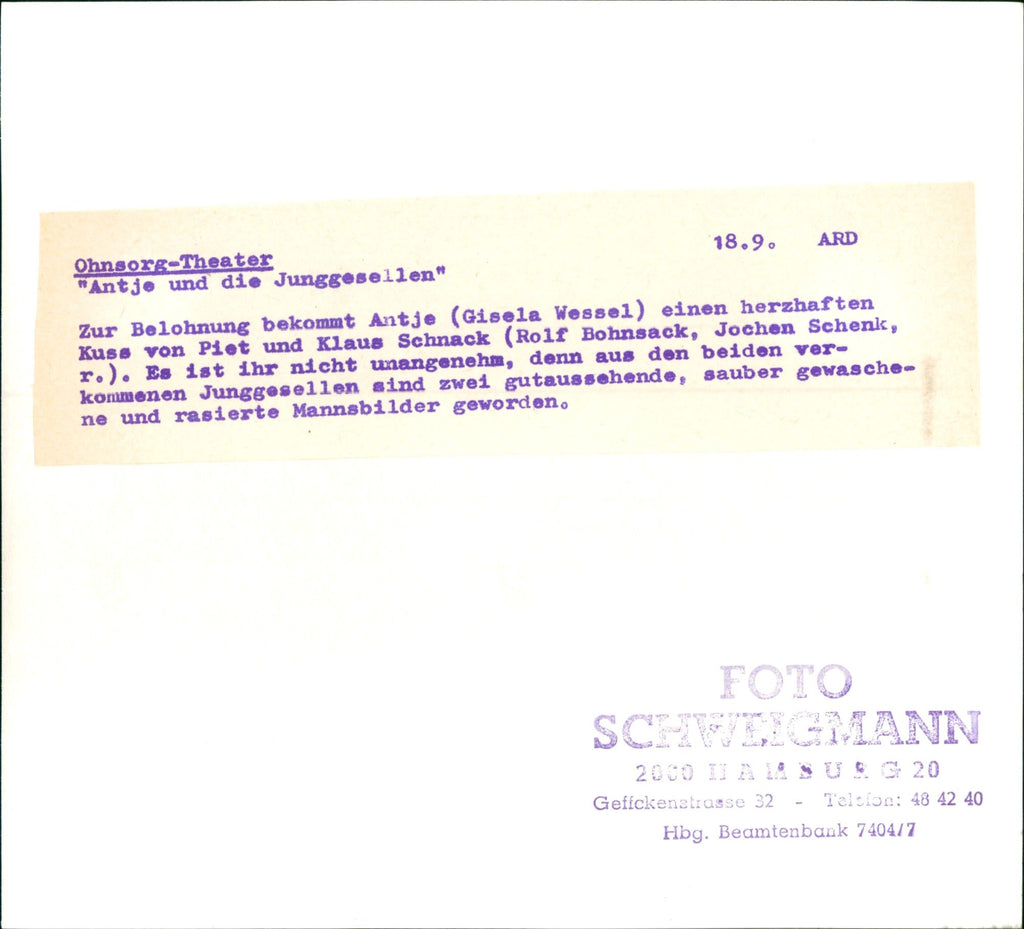 18.9. ARD
Ohnsorg-Theater
"Antje und die Junggesellen"
Zur Belohnung bekommt Antje (Gisela Wessel) einen herzhaften
Kuss von Piet und Klaus Schnack (Rolf Bohnsack, Jochen Schenk,
r.). Es ist ihr nicht unangenehm, denn aus den beiden ver-
kommenen Junggesellen sind zwei gutaussehende, sauber gewasche-
ne und rasierte Mannsbilder geworden.
FOTO
SCHWEIGMANN
2000 HAMBURG 20
Geffckenstrasse 32 - Telefon: 48 42 40
Hbg. Beamtenbank 7404/7